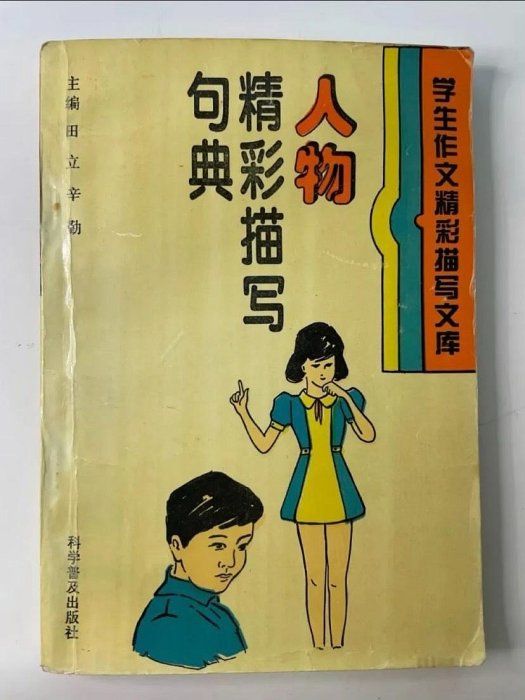 学生作文精彩描写文库
人物
精彩描写
句典
主编 田立 辛勤
科学普及出版社